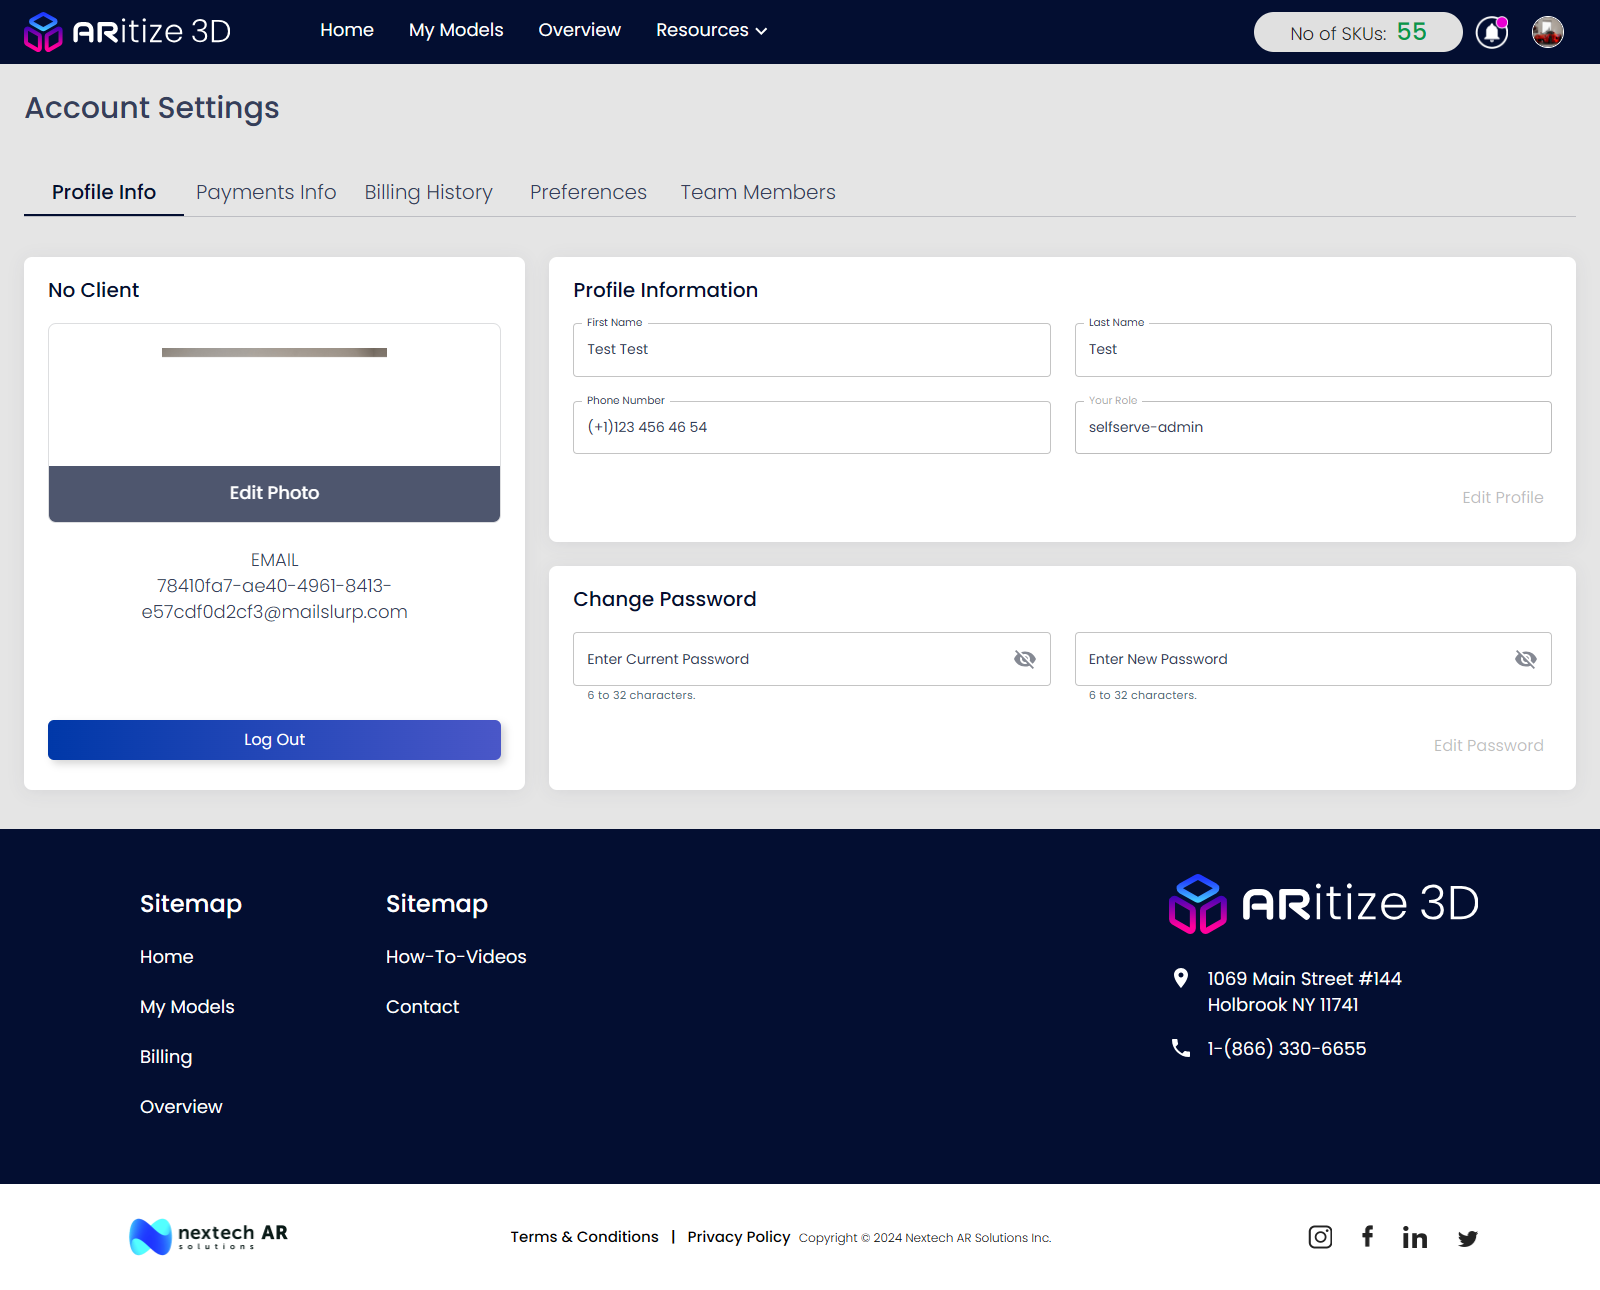 ARitize 3D
Home My Models Overview Resources
No of SKUs: 55
Account Settings
Profile Info Payments Info Billing History Preferences Team Members
No Client
Edit Photo
EMAIL
78410fa7-ae40-4961-8413-
e57cdf0d2cf3@mailslurp.com
Log Out
Profile Information
First Name
Test Test
Last Name
Test
Phone Number
(+1)123 456 46 54
Your Role
selfserve-admin
Edit Profile
Change Password
Enter Current Password
6 to 32 characters.
Enter New Password
6 to 32 characters.
Edit Password
Sitemap
Home
My Models
Billing
Overview
Sitemap
How-To-Videos
Contact
ARitize 3D
1069 Main Street #144
Holbrook NY 11741
1-(866) 330-6655
nextech AR
solutions
Terms & Conditions | Privacy Policy Copyright © 2024 Nextech AR Solutions Inc.